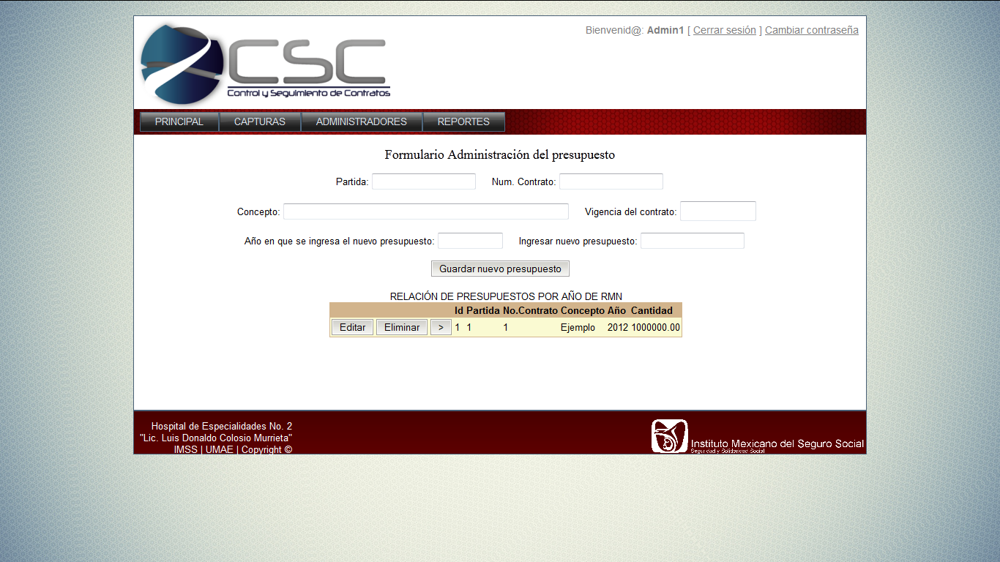 Bienvenid@: Admin1 [ Cerrar sesión ] Cambiar contraseña
CSC
Control y Seguimiento de Contratos
PRINCIPAL CAPTURAS ADMINISTRADORES REPORTES
Formulario Administración del presupuesto
Partida: Num. Contrato:
Concepto: Vigencia del contrato:
Año en que se ingresa el nuevo presupuesto: Ingresar nuevo presupuesto:
Guardar nuevo presupuesto
RELACIÓN DE PRESUPUESTOS POR AÑO DE RMN
Id Partida No.Contrato Concepto Año Cantidad
Editar Eliminar > 1 1 1 Ejemplo 2012 1000000.00
Hospital de Especialidades No. 2
"Lic. Luis Donaldo Colosio Murrieta"
IMSS | UMAE | Copyright ©
Instituto Mexicano del Seguro Social
Seguridad y Solidaridad Social